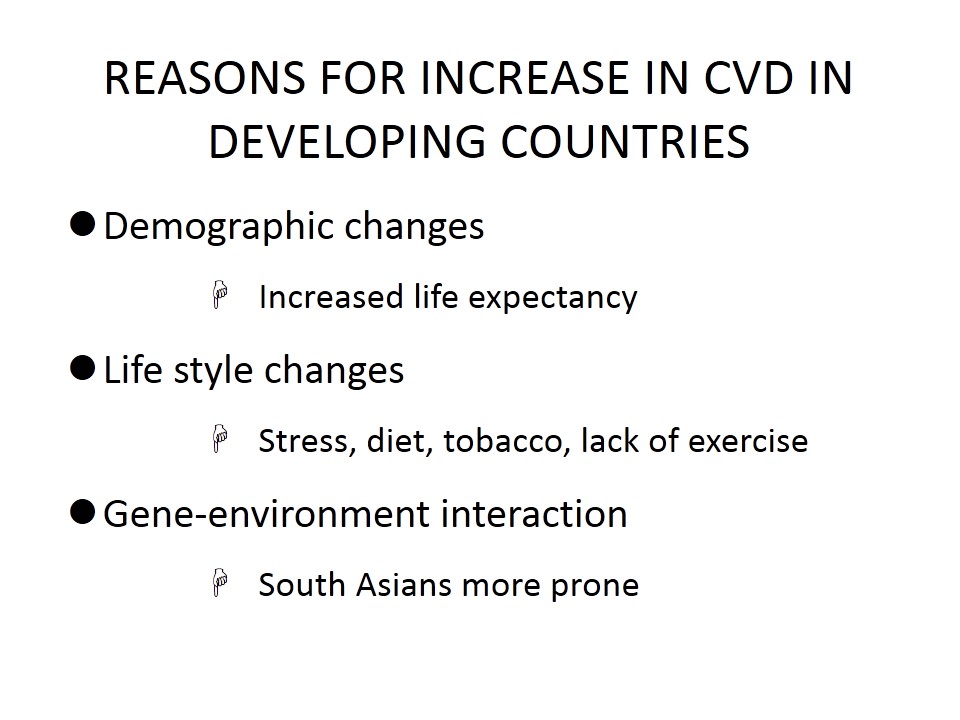 REASONS FOR INCREASE IN CVD IN
DEVELOPING COUNTRIES
Demographic changes
Increased life expectancy
Life style changes
Stress, diet, tobacco, lack of exercise
Gene-environment interaction
South Asians more prone